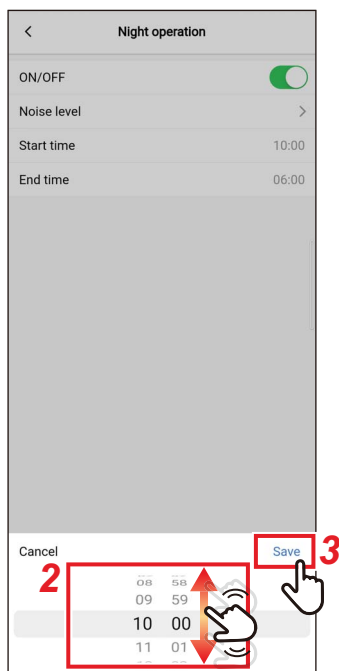 Night operation
ON/OFF
Noise level
Start time 10:00
End time 06:00
Cancel Save 3
2
08 58
09 59
10 00
11 01